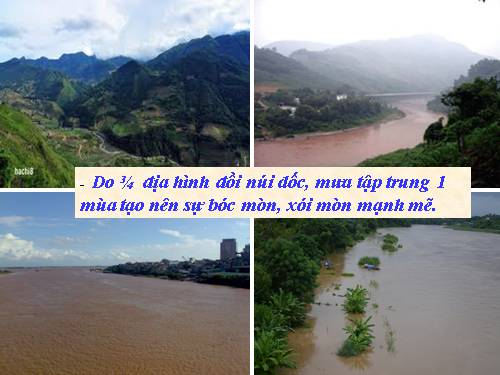 hachi8
- Do ¾ địa hình đồi núi dốc, mưa tập trung 1
mùa tạo nên sự bóc mòn, xói mòn mạnh mẽ.